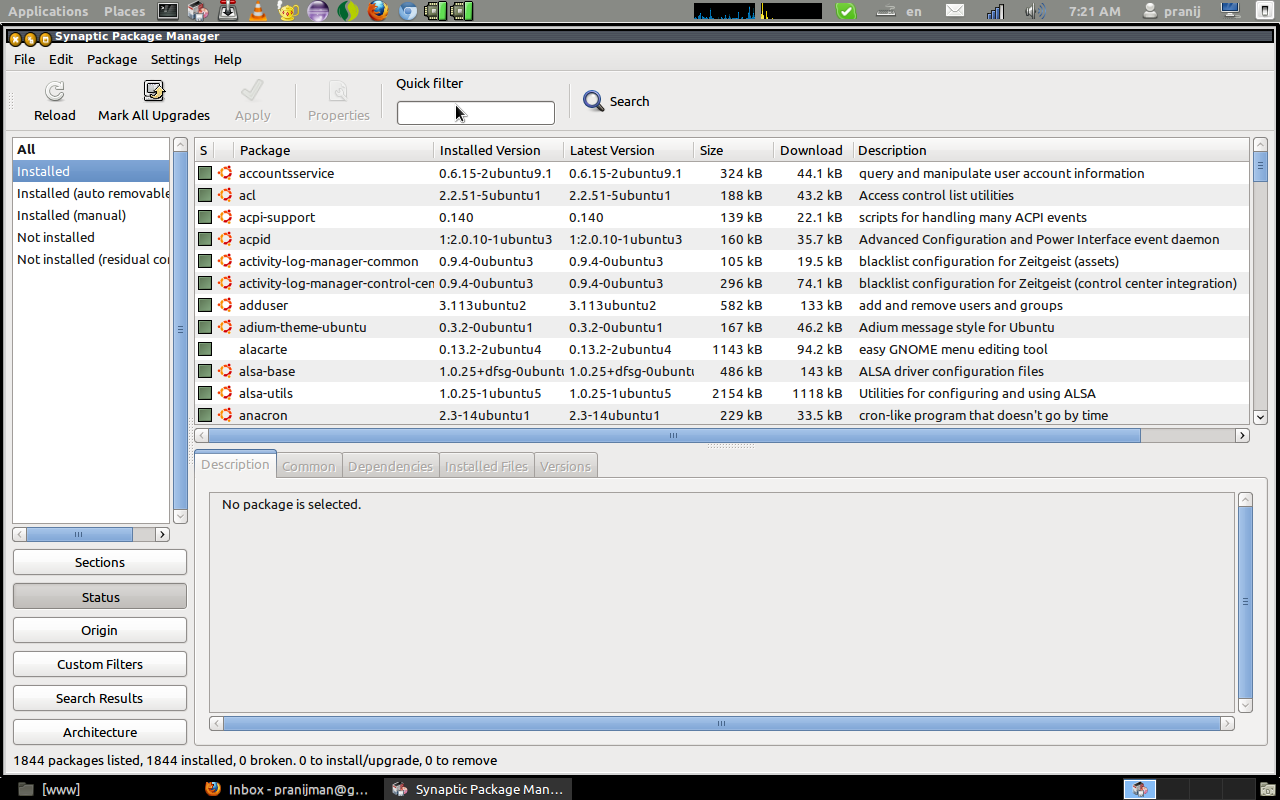 Applications Places en 7:21 AM pranij
Synaptic Package Manager
File Edit Package Settings Help
Quick filter
Reload Mark All Upgrades Apply Properties Search
All
Installed
Installed (auto removable
Installed (manual)
Not installed
Not installed (residual con
S Package Installed Version Latest Version Size Download Description
accountsservice 0.6.15-2ubuntu9.1 0.6.15-2ubuntu9.1 324 kB 44.1 kB query and manipulate user account information
acl 2.2.51-5ubuntu1 2.2.51-5ubuntu1 188 kB 43.2 kB Access control list utilities
acpi-support 0.140 0.140 139 kB 22.1 kB scripts for handling many ACPI events
acpid 1:2.0.10-1ubuntu3 1:2.0.10-1ubuntu3 160 kB 35.7 kB Advanced Configuration and Power Interface event daemon
activity-log-manager-common 0.9.4-0ubuntu3 0.9.4-0ubuntu3 105 kB 19.5 kB blacklist configuration for Zeitgeist (assets)
activity-log-manager-control-cen 0.9.4-0ubuntu3 0.9.4-0ubuntu3 296 kB 74.1 kB blacklist configuration for Zeitgeist (control center integration)
adduser 3.113ubuntu2 3.113ubuntu2 582 kB 133 kB add and remove users and groups
adium-theme-ubuntu 0.3.2-0ubuntu1 0.3.2-0ubuntu1 167 kB 46.2 kB Adium message style for Ubuntu
alacarte 0.13.2-2ubuntu4 0.13.2-2ubuntu4 1143 kB 94.2 kB easy GNOME menu editing tool
alsa-base 1.0.25+dfsg-0ubuntu 1.0.25+dfsg-0ubuntu 486 kB 143 kB ALSA driver configuration files
alsa-utils 1.0.25-1ubuntu5 1.0.25-1ubuntu5 2154 kB 1118 kB Utilities for configuring and using ALSA
anacron 2.3-14ubuntu1 2.3-14ubuntu1 229 kB 33.5 kB cron-like program that doesn't go by time
Description Common Dependencies Installed Files Versions
No package is selected.
Sections
Status
Origin
Custom Filters
Search Results
Architecture
1844 packages listed, 1844 installed, 0 broken. 0 to install/upgrade, 0 to remove
[www] Inbox - pranijman@g... Synaptic Package Man...